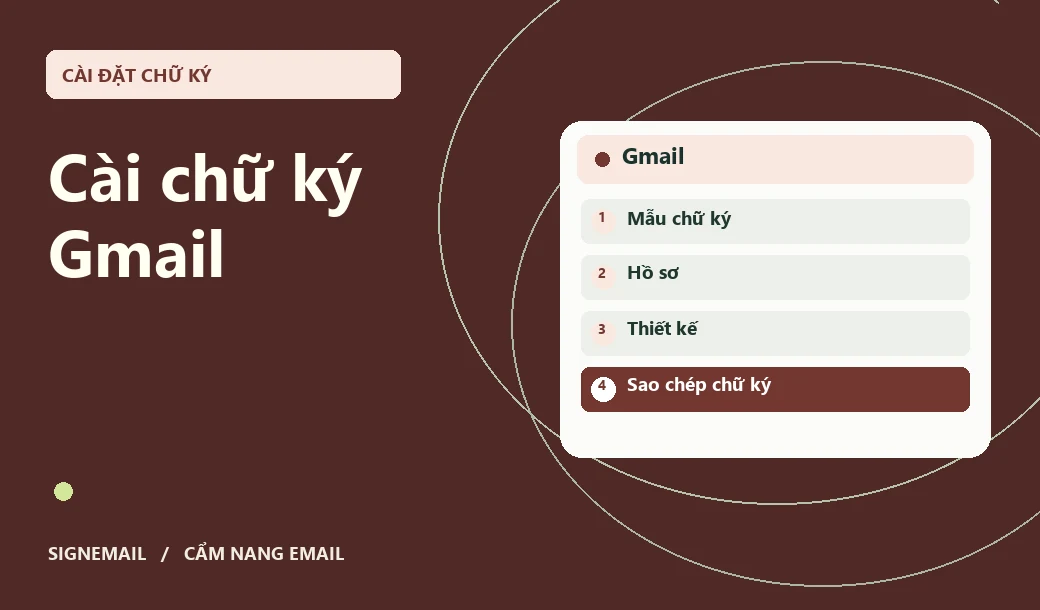 CÀI ĐẶT CHỮ KÝ
Cài chữ ký
Gmail
Gmail
1 Mẫu chữ ký
2 Hồ sơ
3 Thiết kế
4 Sao chép chữ ký
SIGNEMAIL / CẨM NANG EMAIL